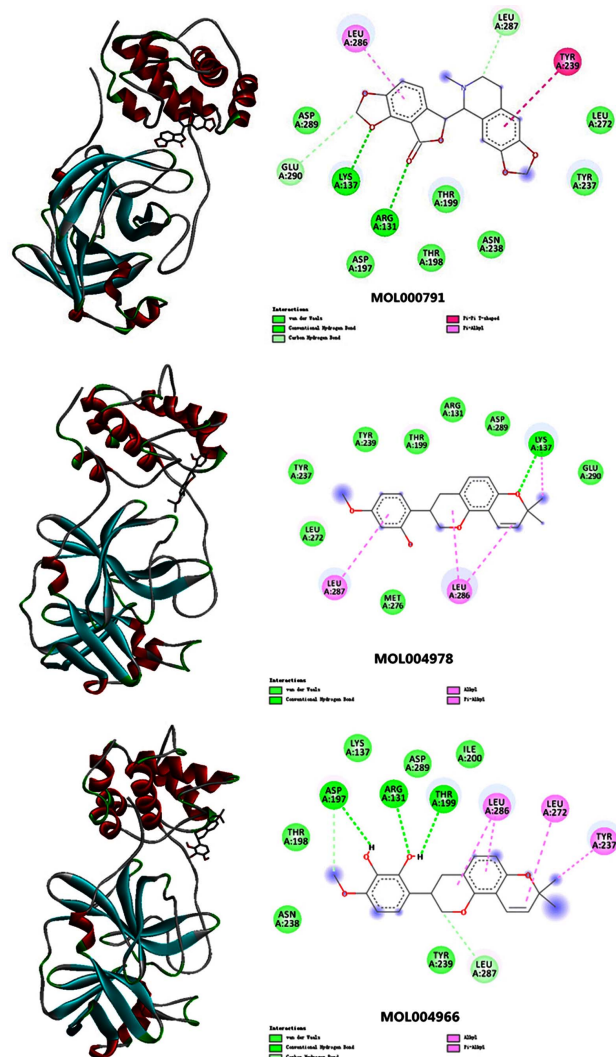 LEU
A:287
LEU
A:286
TYR
A:239
ASP
A:289
LEU
A:272
GLU
A:290
LYS
A:137
THR
A:199
TYR
A:237
ARG
A:131
ASP
A:197
THR
A:198
ASN
A:238
MOL000791
Interactions
van der Waals
Conventional Hydrogen Bond
Carbon Hydrogen Bond
Pi-Pi T-shaped
Pi-Alkyl
ARG
A:131
ASP
A:289
TYR
A:239
THR
A:199
LYS
A:137
TYR
A:237
GLU
A:290
LEU
A:272
LEU
A:287
LEU
A:286
MET
A:276
MOL004978
Interactions
van der Waals
Conventional Hydrogen Bond
Alkyl
Pi-Alkyl
LYS
A:137
ASP
A:289
ILE
A:200
ASP
A:197
ARG
A:131
THR
A:199
LEU
A:286
LEU
A:272
TYR
A:237
THR
A:198
H
H
ASN
A:238
TYR
A:239
LEU
A:287
MOL004966
Interactions
van der Waals
Conventional Hydrogen Bond
Carbon Hydrogen Bond
Alkyl
Pi-Alkyl